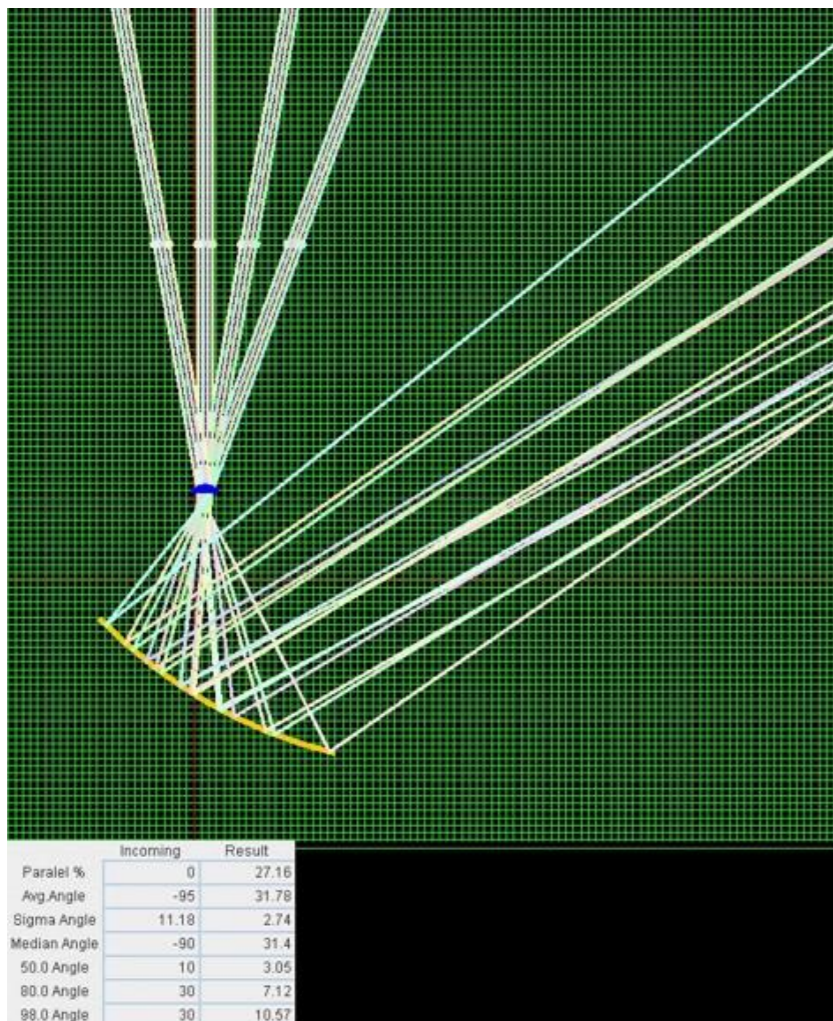 Incoming Result
Paralel % 0 27.16
Avg.Angle -95 31.78
Sigma Angle 11.18 2.74
Median Angle -90 31.4
50.0 Angle 10 3.05
80.0 Angle 30 7.12
98.0 Angle 30 10.57